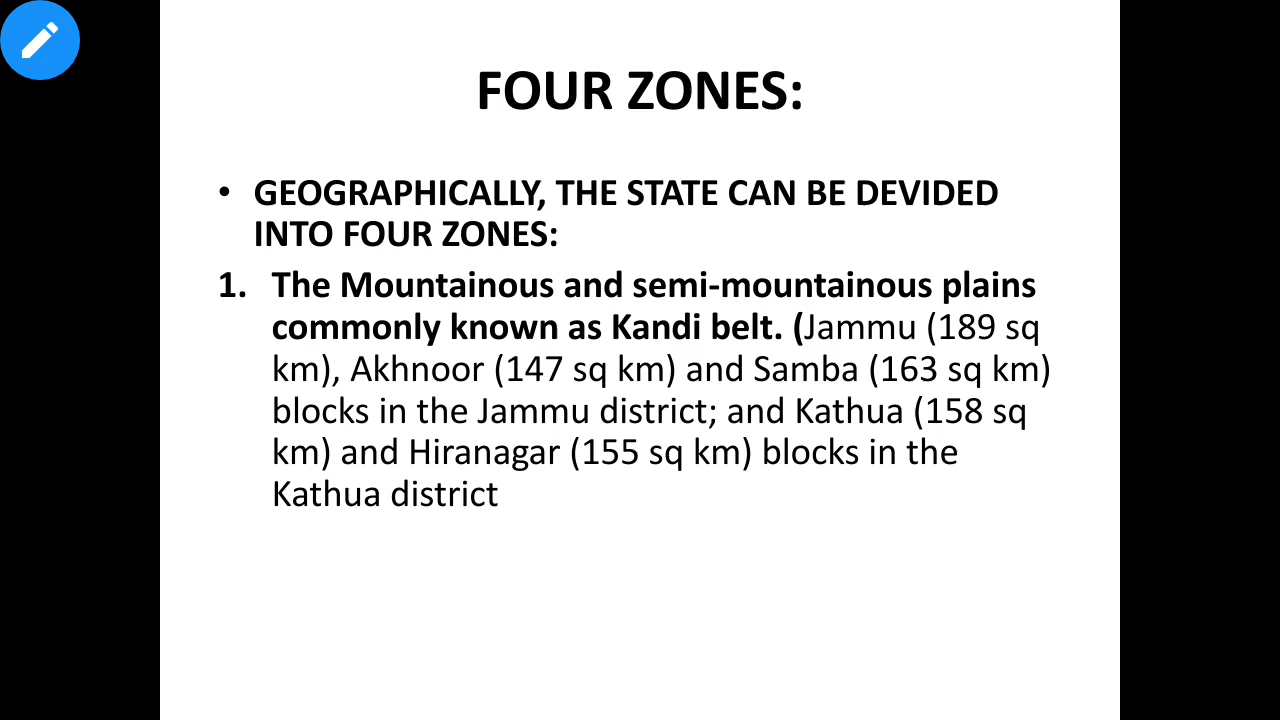 FOUR ZONES:
• GEOGRAPHICALLY, THE STATE CAN BE DEVIDED
INTO FOUR ZONES:
1. The Mountainous and semi-mountainous plains
commonly known as Kandi belt. (Jammu (189 sq
km), Akhnoor (147 sq km) and Samba (163 sq km)
blocks in the Jammu district; and Kathua (158 sq
km) and Hiranagar (155 sq km) blocks in the
Kathua district